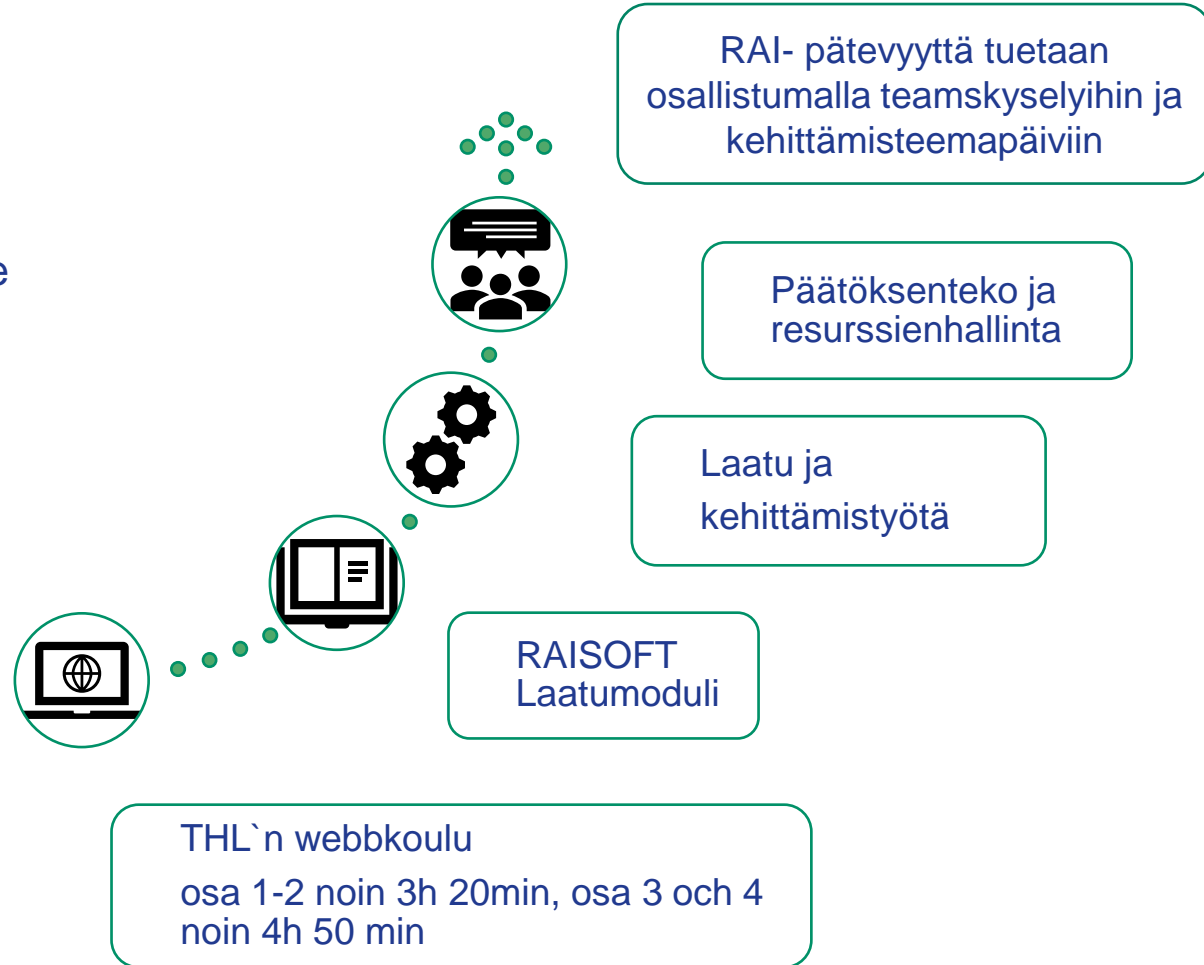 RAI- pätevyyttä tuetaan
osallistumalla teamskyselyihin ja
kehittämisteemapäiviin
e
Päätöksenteko ja
resurssienhallinta
Laatu ja
kehittämistyötä
RAISOFT
Laatumoduli
THL`n webbkoulu
osa 1-2 noin 3h 20min, osa 3 och 4
noin 4h 50 min